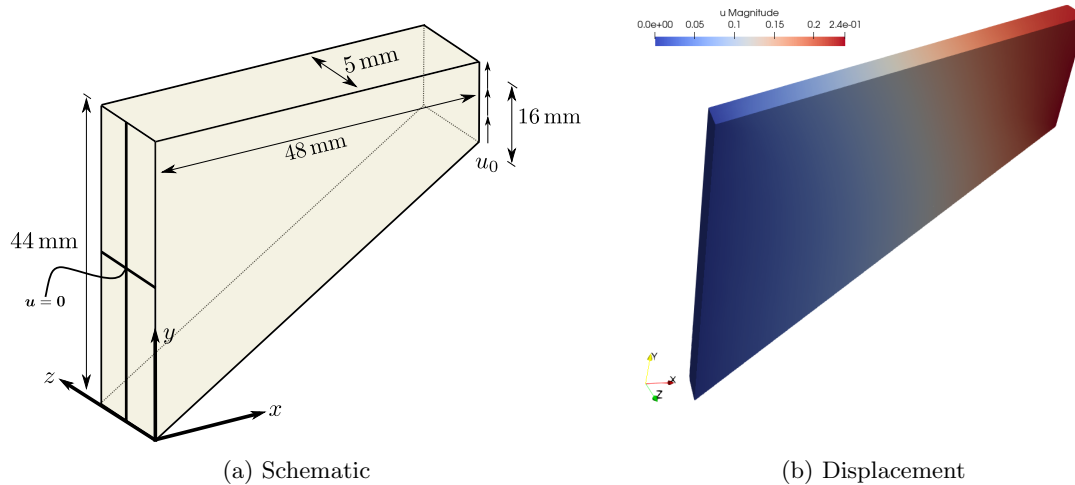 5 mm
48 mm
16 mm
u₀
44 mm
u = 0
y
z
x
(a) Schematic
u Magnitude
0.0e+00 0.05 0.1 0.15 0.2 2.4e-01
Y
X
Z
(b) Displacement